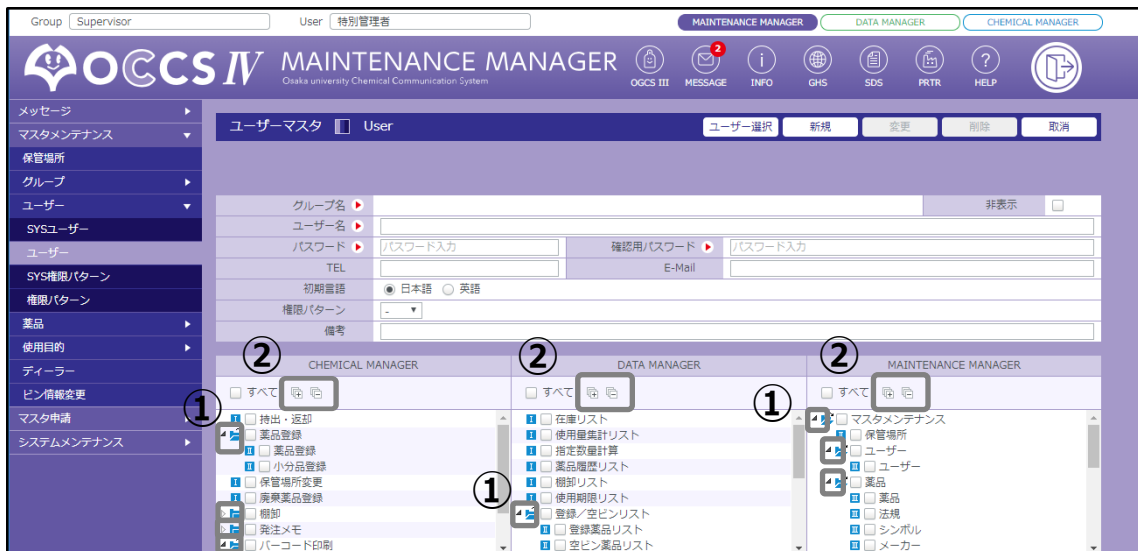 Group Supervisor User 特別管理者 MAINTENANCE MANAGER DATA MANAGER CHEMICAL MANAGER
OCCS IV MAINTENANCE MANAGER
Osaka university Chemical Communication System
2
OGCS III MESSAGE INFO GHS SDS PRTR HELP
メッセージ
マスタメンテナンス
保管場所
グループ
ユーザー
SYSユーザー
ユーザー
SYS権限パターン
権限パターン
薬品
使用目的
ディーラー
ビン情報変更
マスタ申請
システムメンテナンス
ユーザーマスタ User ユーザー選択 新規 変更 削除 取消
グループ名 非表示
ユーザー名
パスワード パスワード入力 確認用パスワード パスワード入力
TEL E-Mail
初期言語 日本語 英語
権限パターン -
備考
② CHEMICAL MANAGER
すべて
①
持出・返却
薬品登録
薬品登録
小分品登録
保管場所変更
廃棄薬品登録
棚卸
発注メモ
バーコード印刷
② DATA MANAGER
すべて
在庫リスト
使用量集計リスト
指定数量計算
薬品履歴リスト
棚卸リスト
使用期限リスト
①
登録/空ビンリスト
登録薬品リスト
空ビン薬品リスト
② MAINTENANCE MANAGER
すべて
①
マスタメンテナンス
保管場所
ユーザー
ユーザー
薬品
薬品
法規
シンボル
メーカー